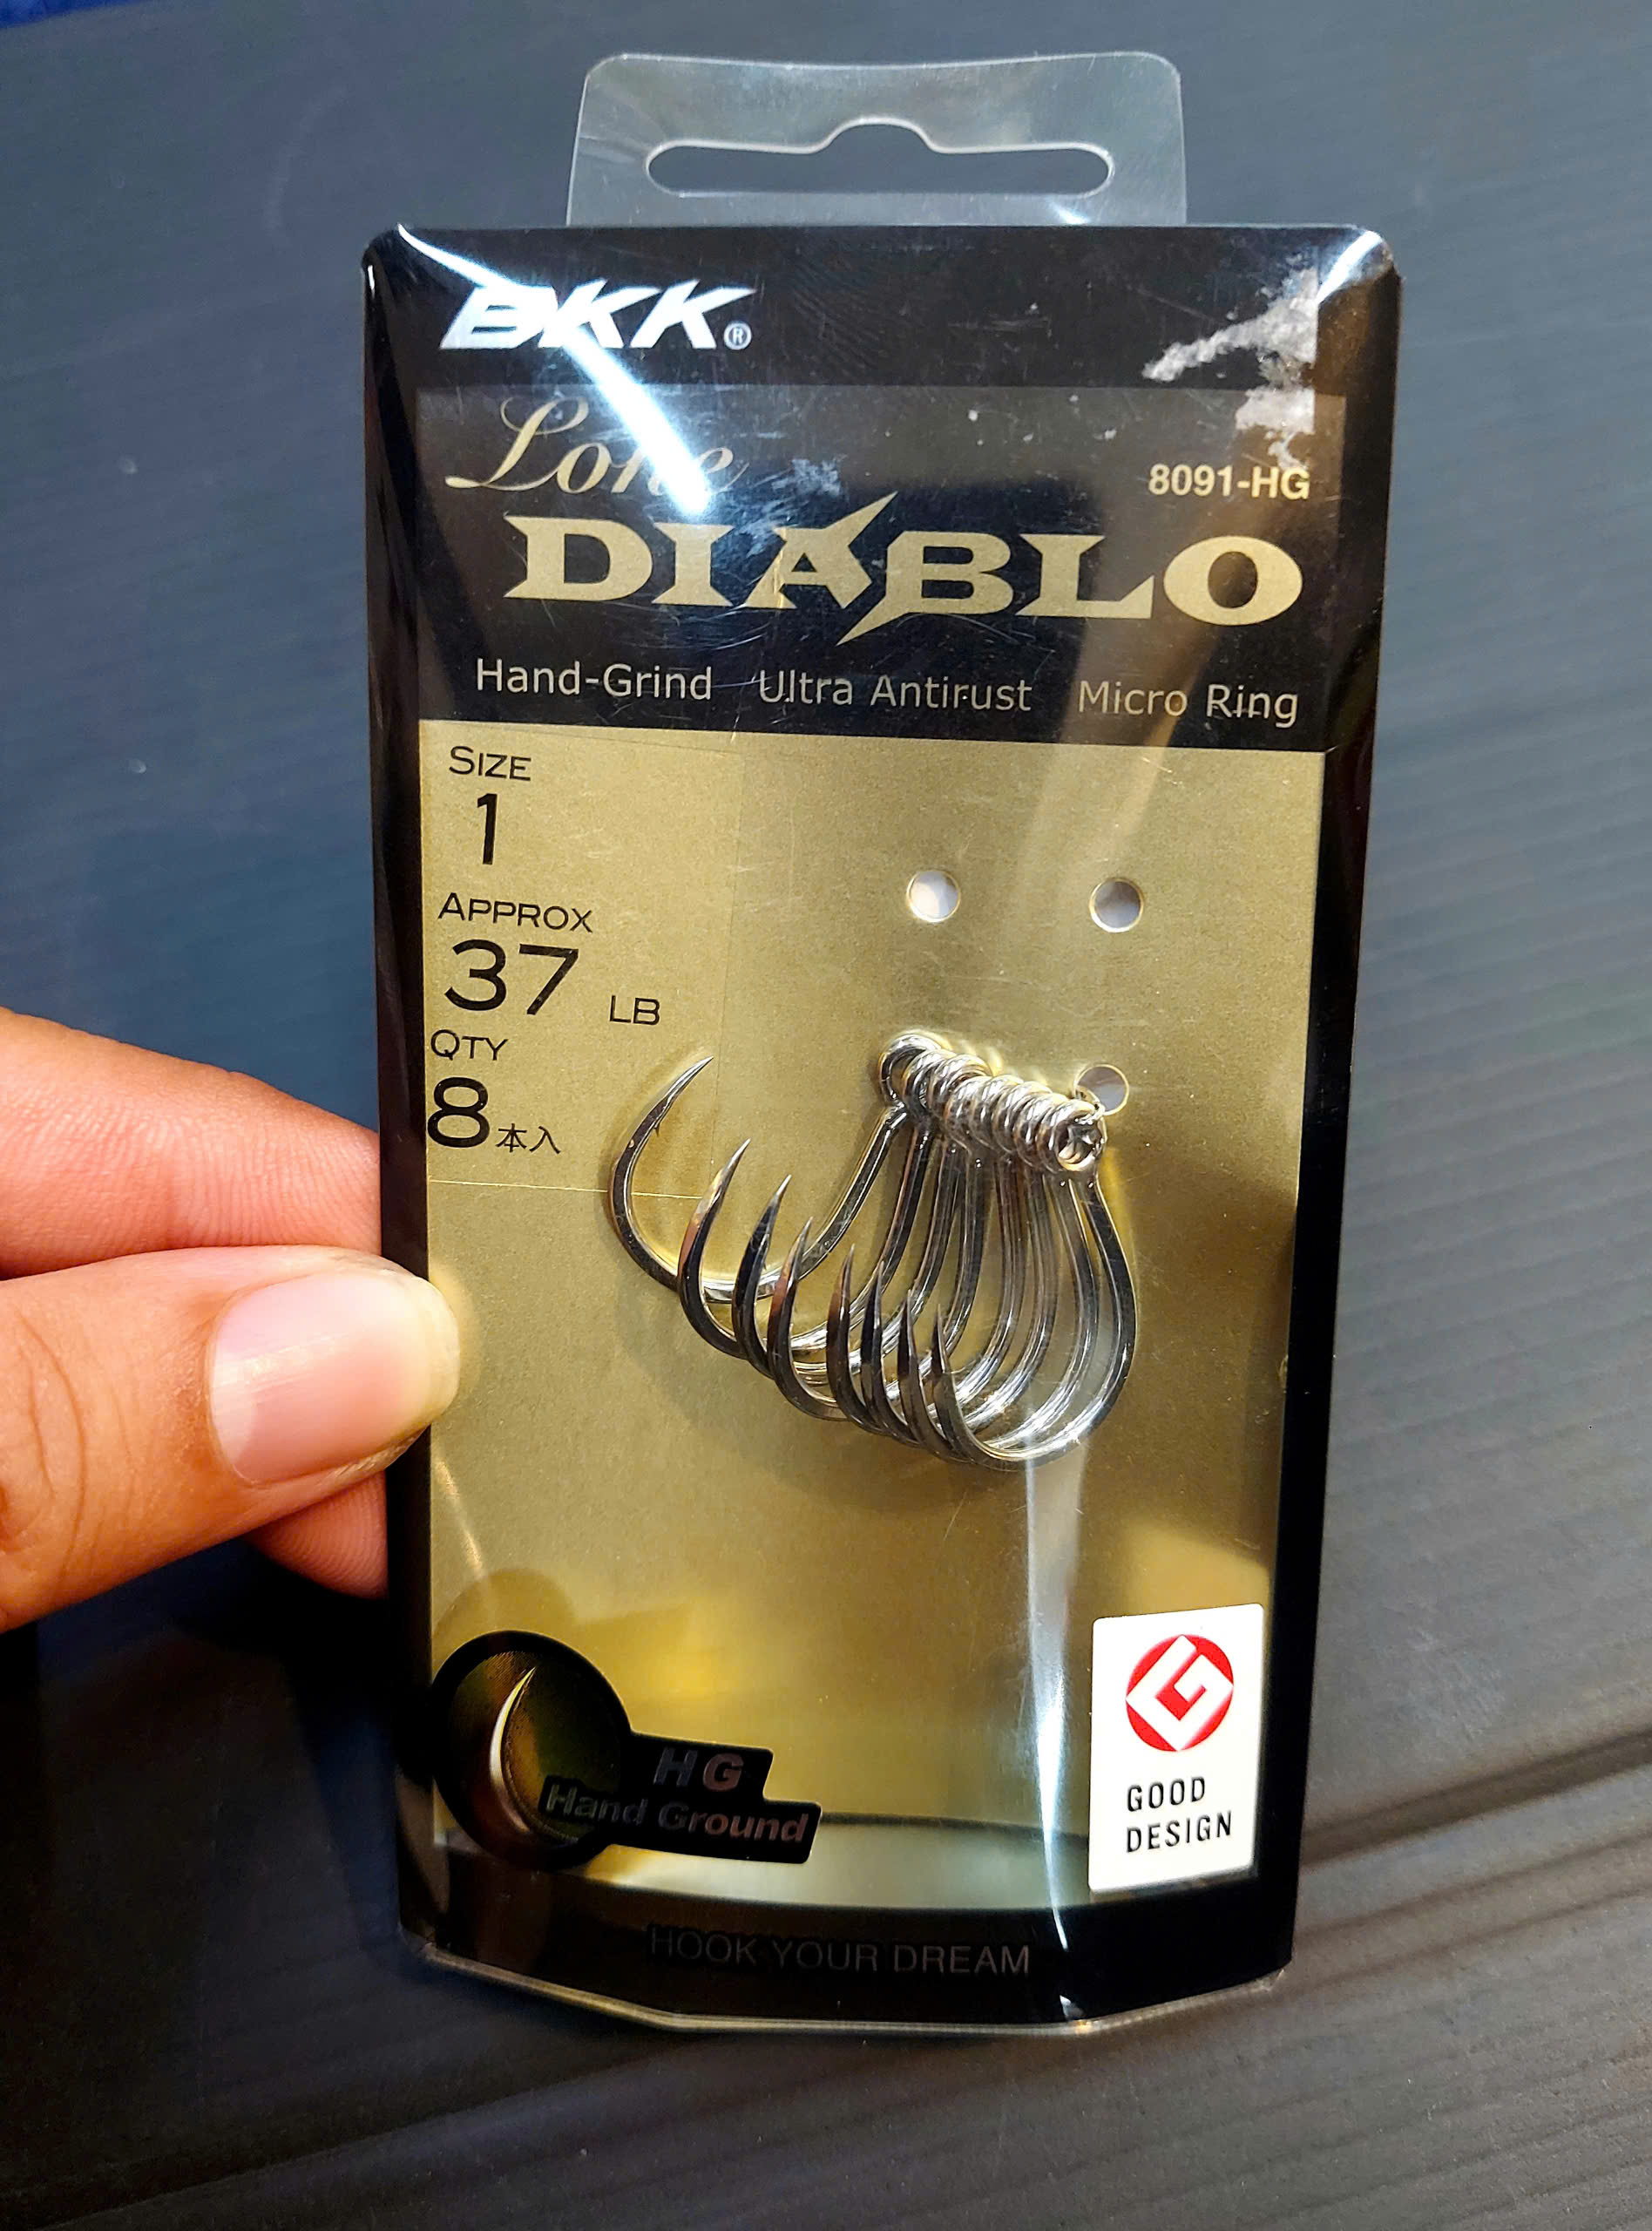 BKK®
Lone
8091-HG
DIABLO
Hand-Grind Ultra Antirust Micro Ring
SIZE
1
APPROX
37 LB
QTY
8本入
HG
Hand Ground
G
GOOD
DESIGN
HOOK YOUR DREAM